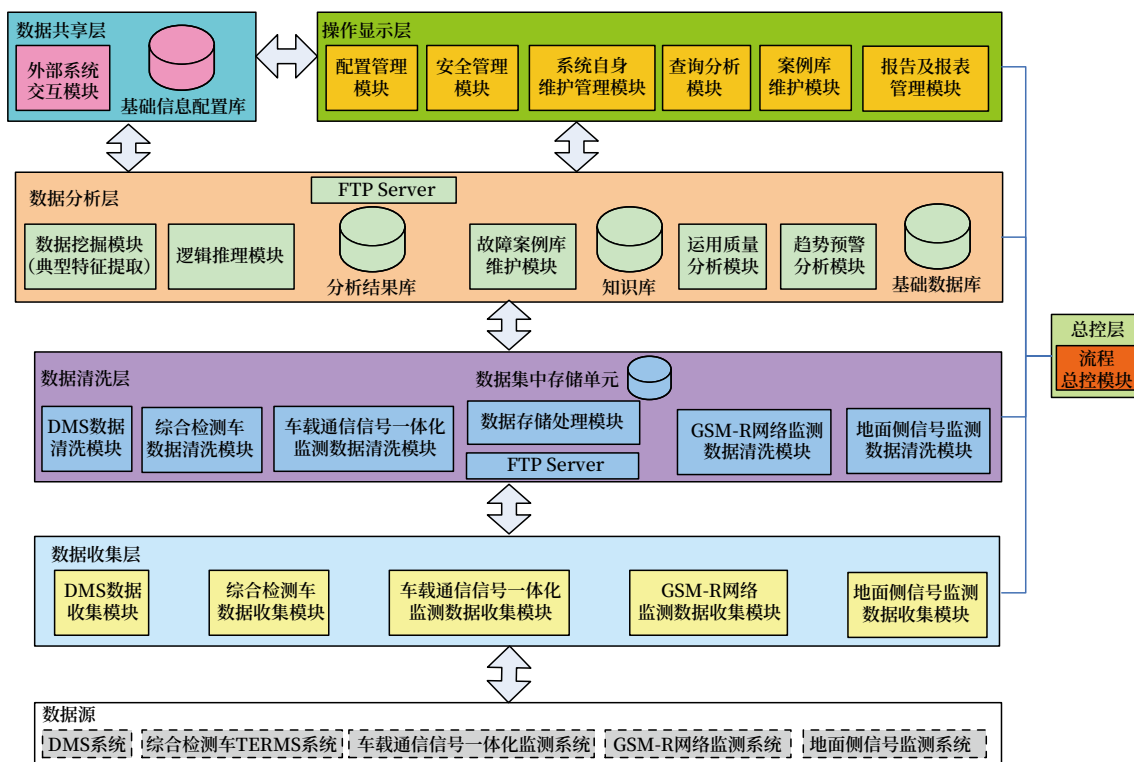 数据共享层
外部系统
交互模块
基础信息配置库
操作显示层
配置管理
模块
安全管理
模块
系统自身
维护管理模块
查询分析
模块
案例库
维护模块
报告及报表
管理模块
数据分析层
FTP Server
数据挖掘模块
（典型特征提取）
逻辑推理模块
分析结果库
故障案例库
维护模块
知识库
运用质量
分析模块
趋势预警
分析模块
基础数据库
总控层
流程
总控模块
数据清洗层
数据集中存储单元
DMS数据
清洗模块
综合检测车
数据清洗模块
车载通信信号一体化
监测数据清洗模块
数据存储处理模块
FTP Server
GSM-R网络监测
数据清洗模块
地面侧信号监测
数据清洗模块
数据收集层
DMS数据
收集模块
综合检测车
数据收集模块
车载通信信号一体化
监测数据收集模块
GSM-R网络
监测数据收集模块
地面侧信号监测
数据收集模块
数据源
DMS系统
综合检测车TERMS系统
车载通信信号一体化监测系统
GSM-R网络监测系统
地面侧信号监测系统